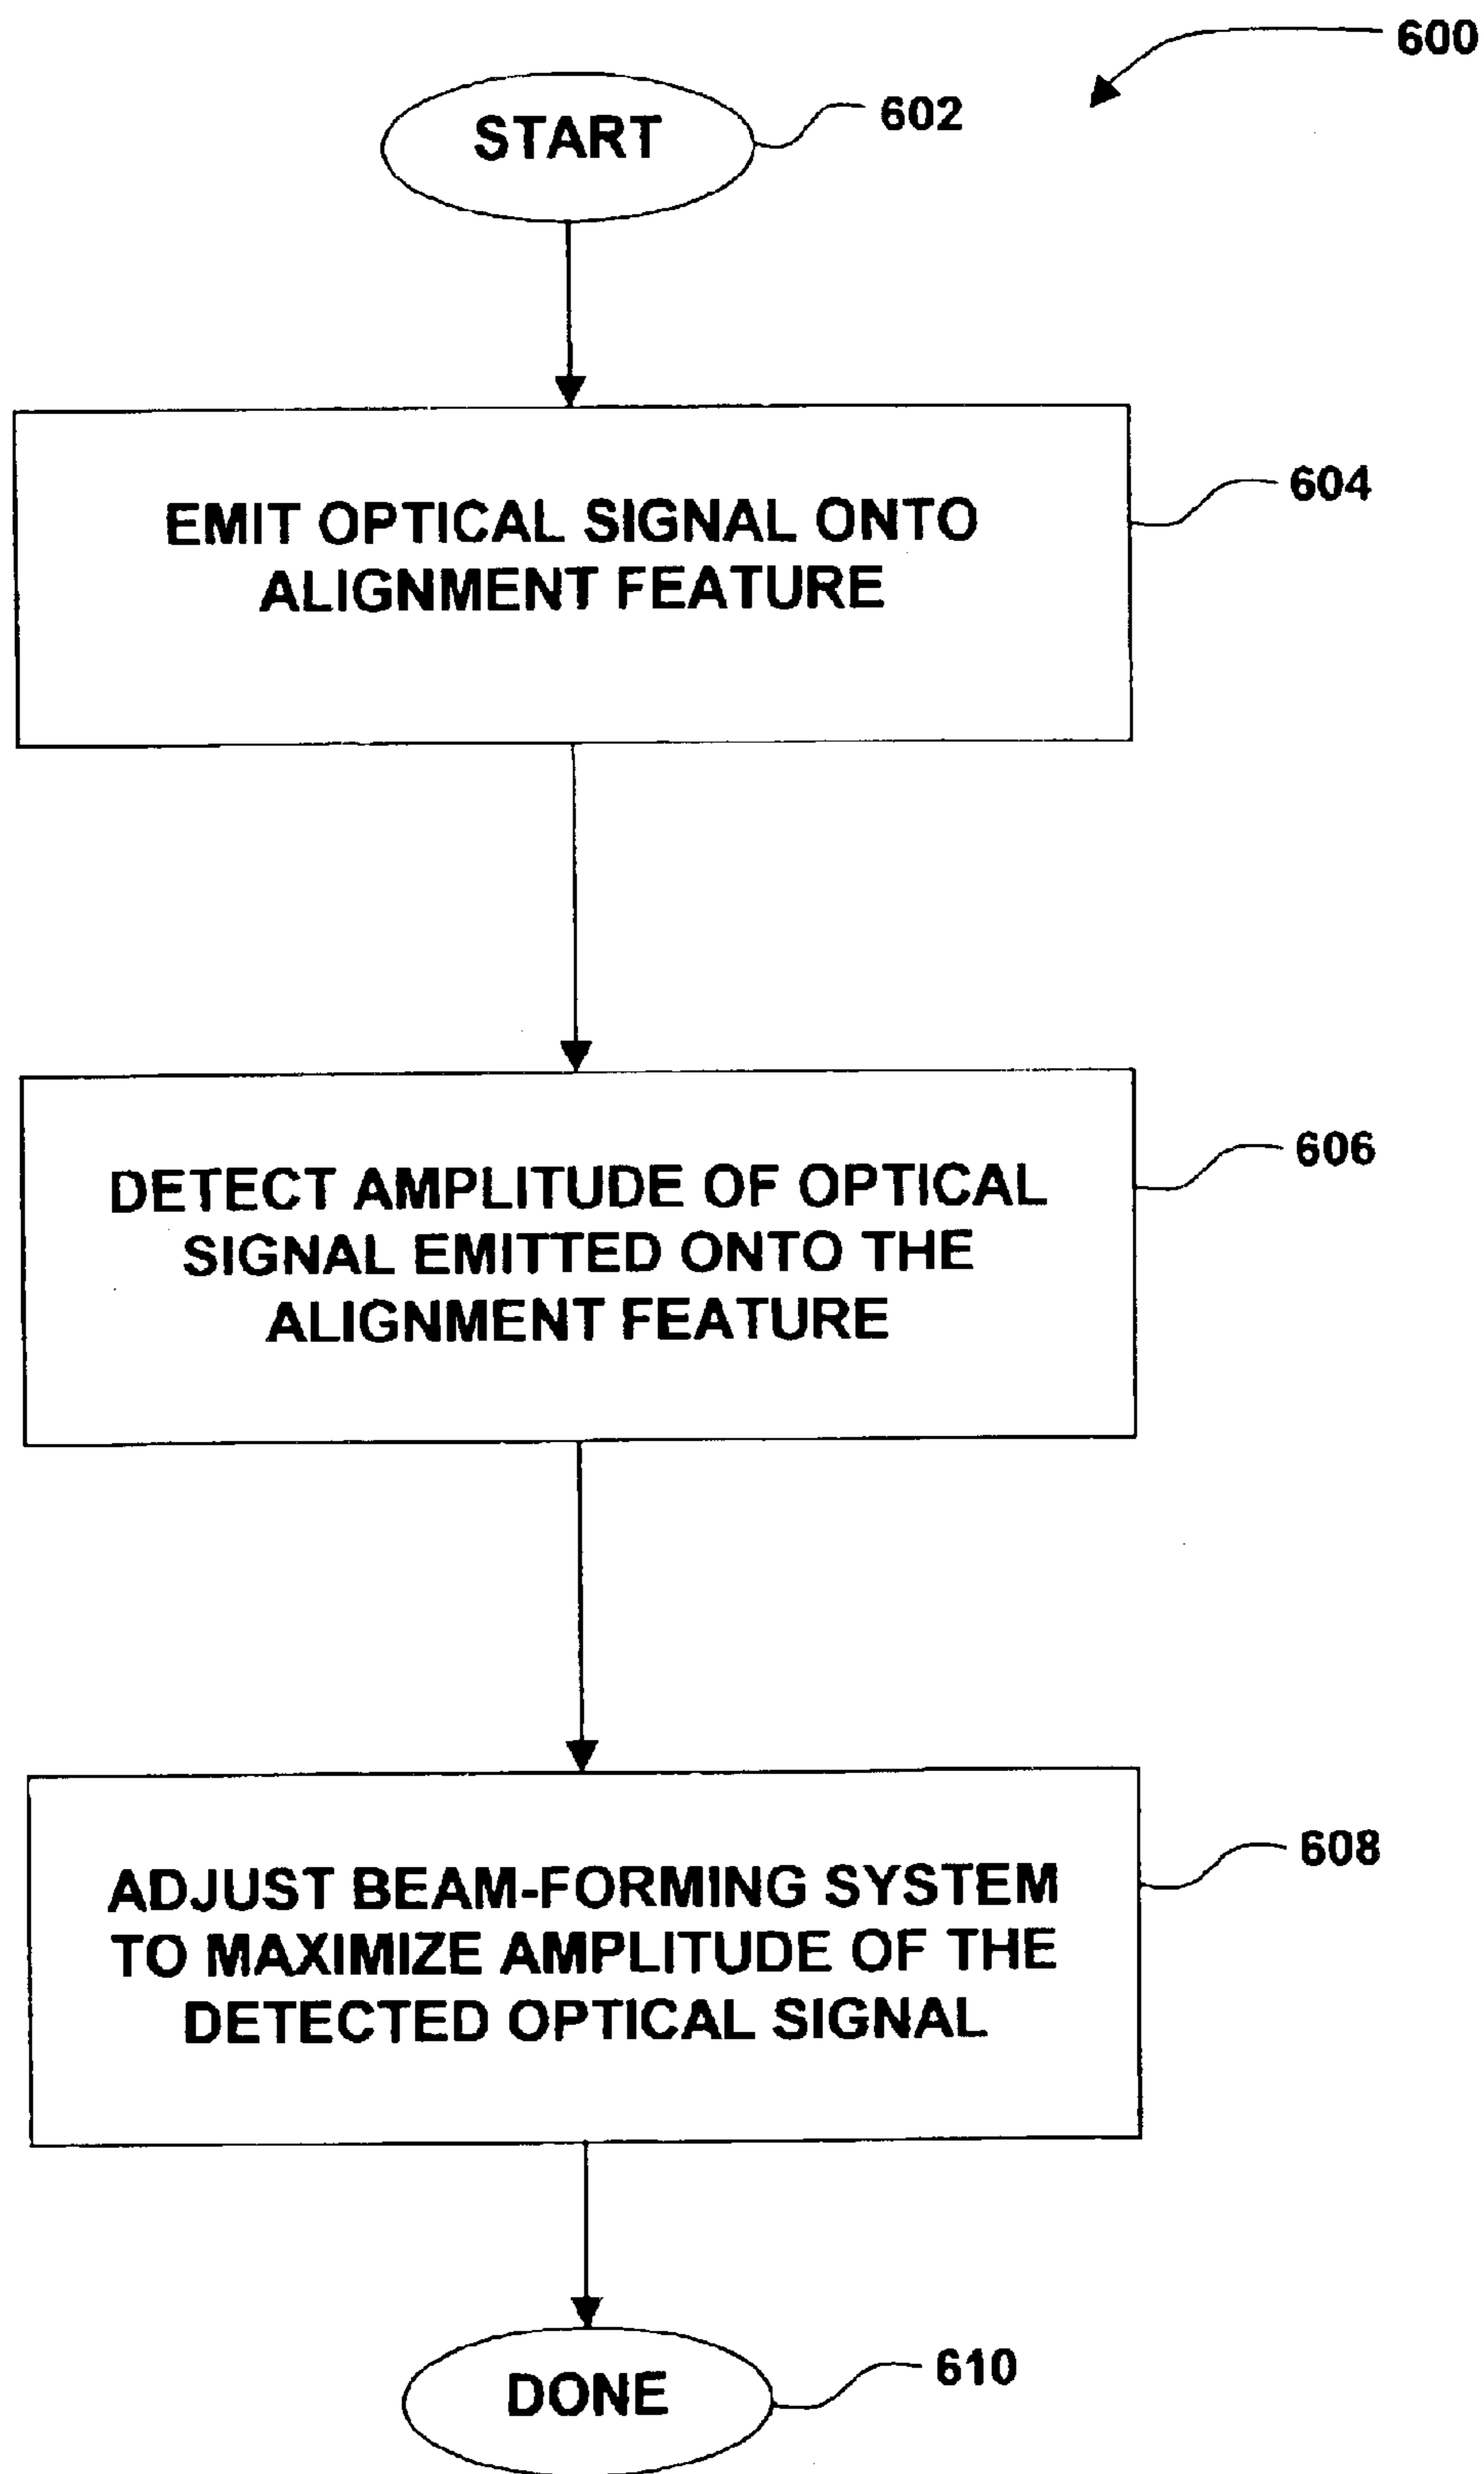 600
START
602
EMIT OPTICAL SIGNAL ONTO
ALIGNMENT FEATURE
604
DETECT AMPLITUDE OF OPTICAL
SIGNAL EMITTED ONTO THE
ALIGNMENT FEATURE
606
ADJUST BEAM-FORMING SYSTEM
TO MAXIMIZE AMPLITUDE OF THE
DETECTED OPTICAL SIGNAL
608
DONE
610